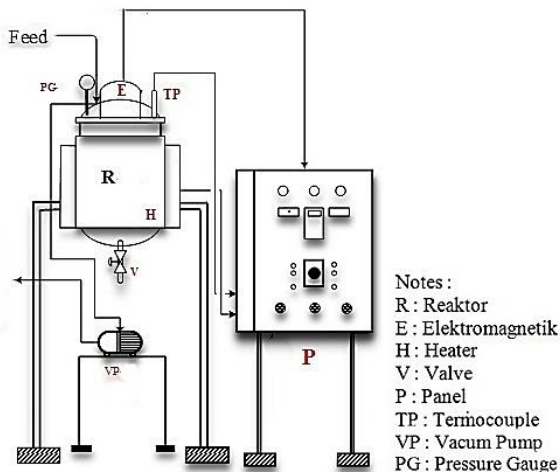 Feed
PG
E
TP
R
H
V
VP
P
Notes :
R : Reaktor
E : Elektromagnetik
H : Heater
V : Valve
P : Panel
TP : Termocouple
VP : Vacum Pump
PG : Pressure Gauge